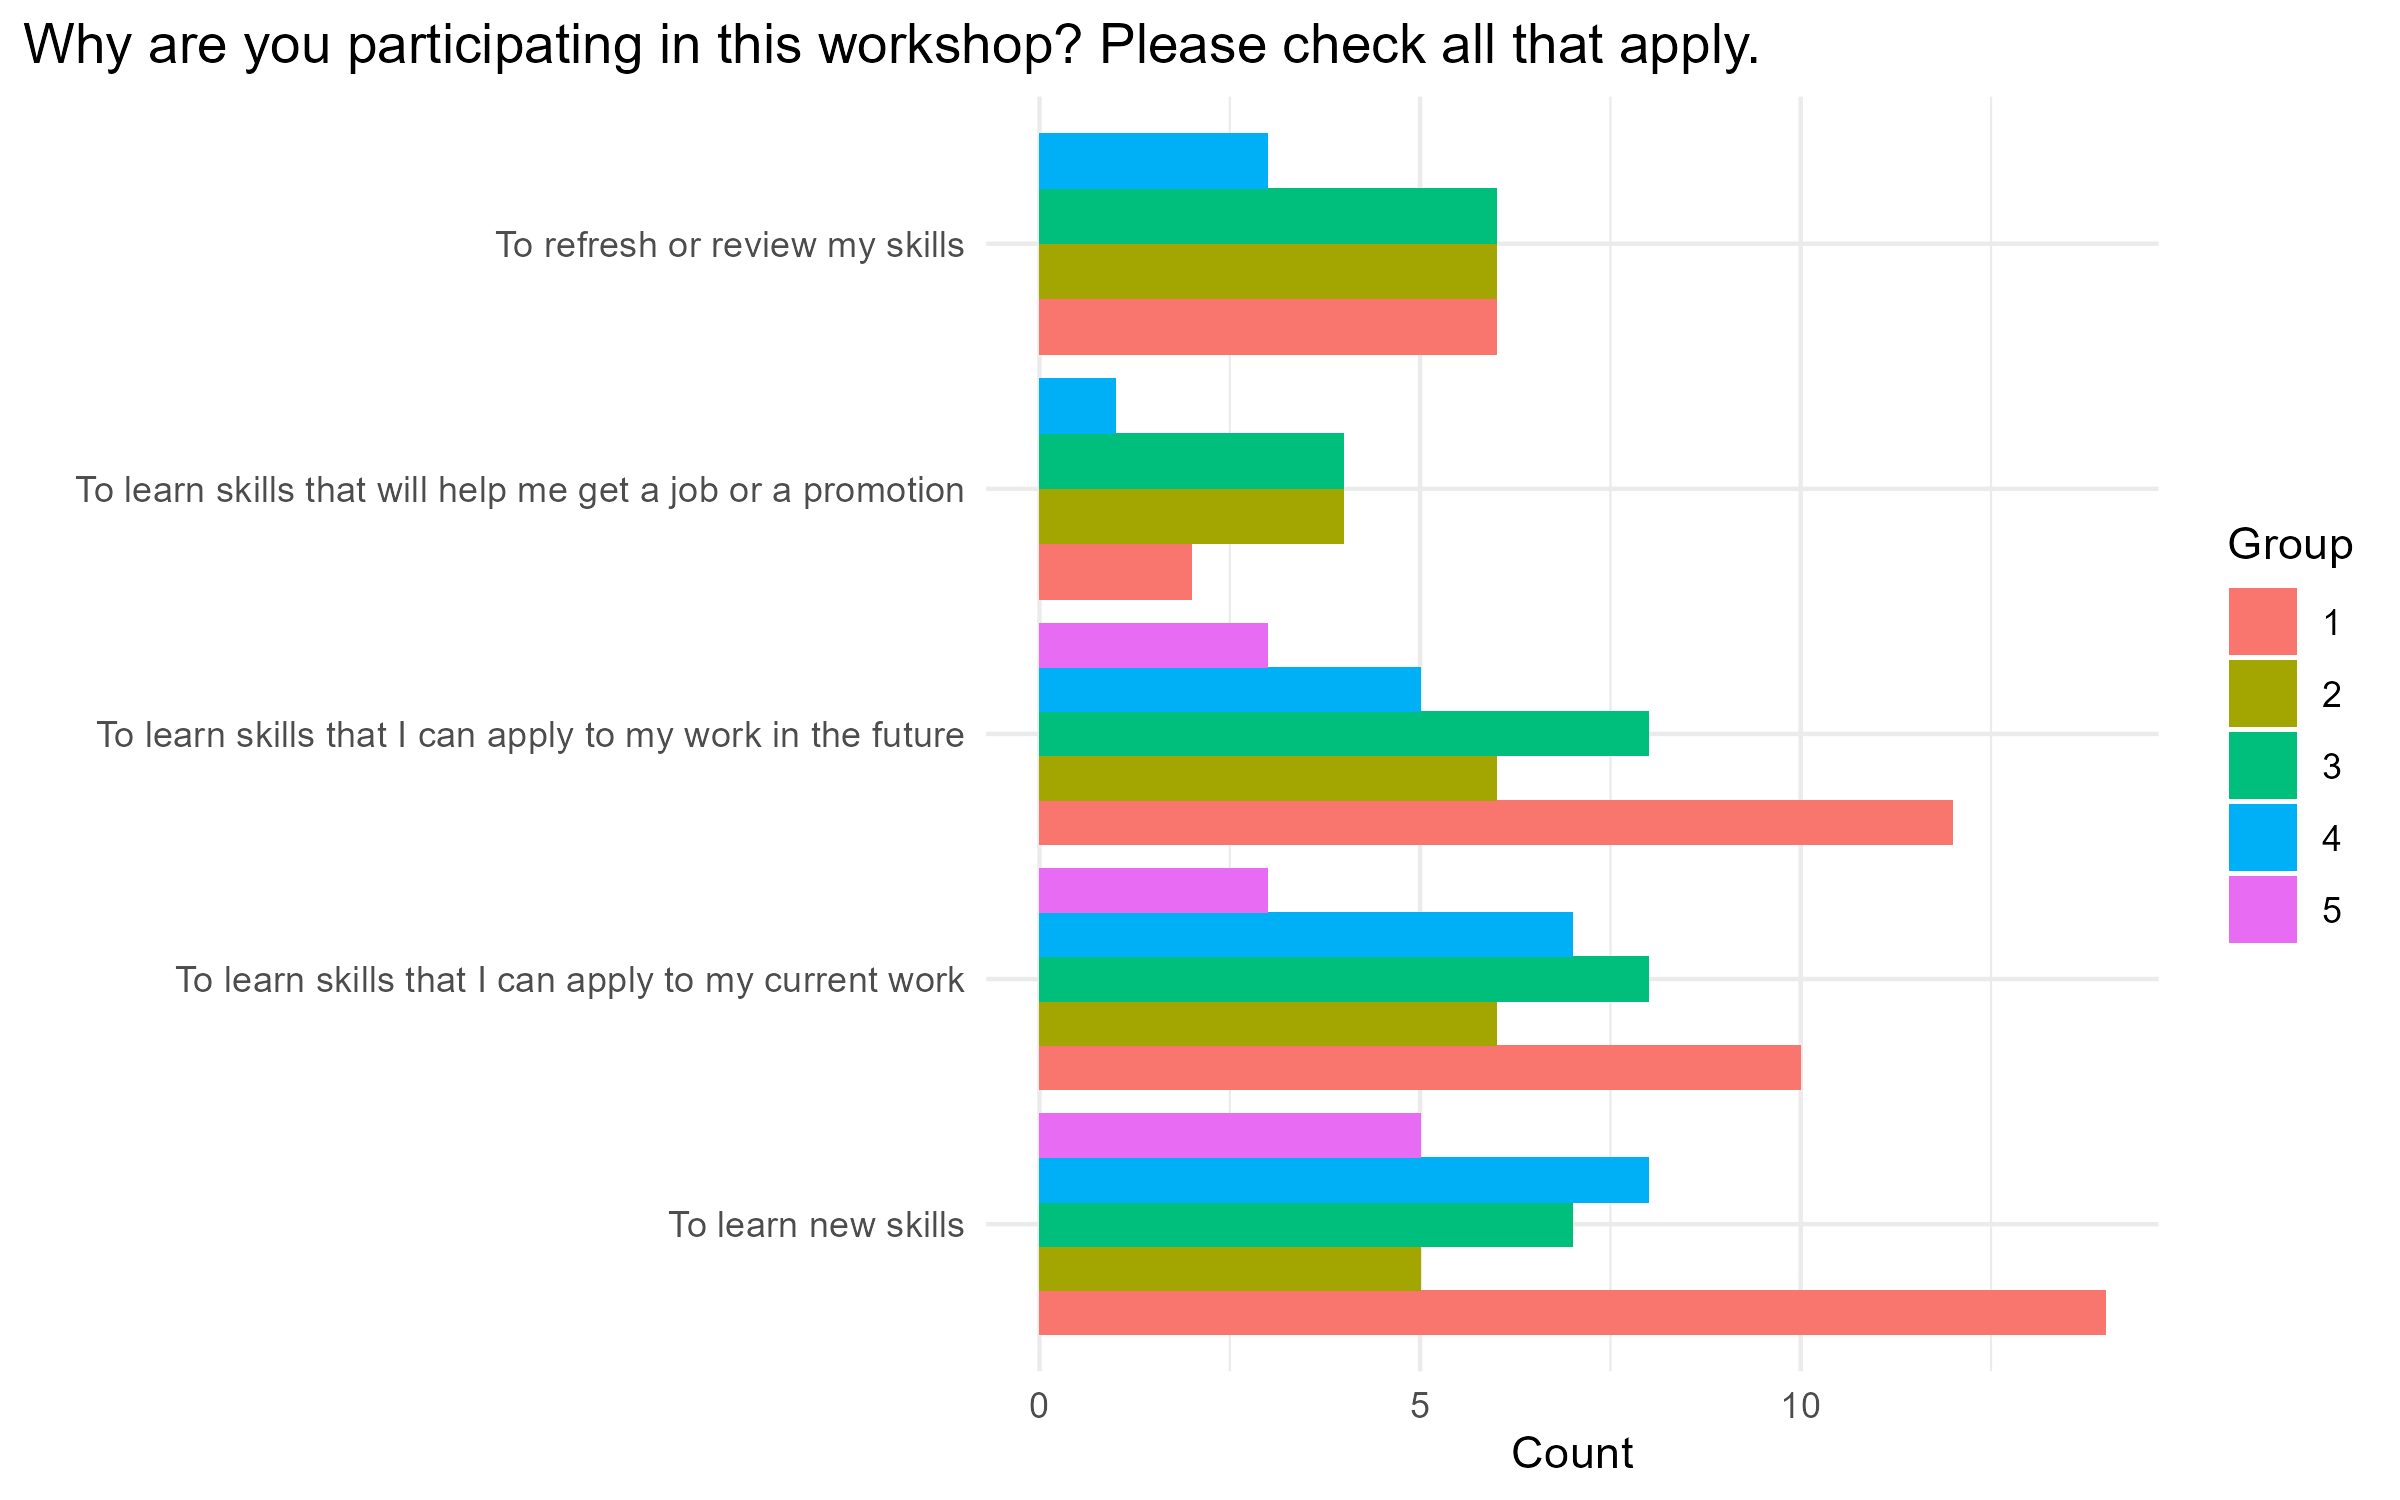 Why are you participating in this workshop? Please check all that apply.
To refresh or review my skills
To learn skills that will help me get a job or a promotion
To learn skills that I can apply to my work in the future
To learn skills that I can apply to my current work
To learn new skills
0 5 10
Count
Group
1
2
3
4
5